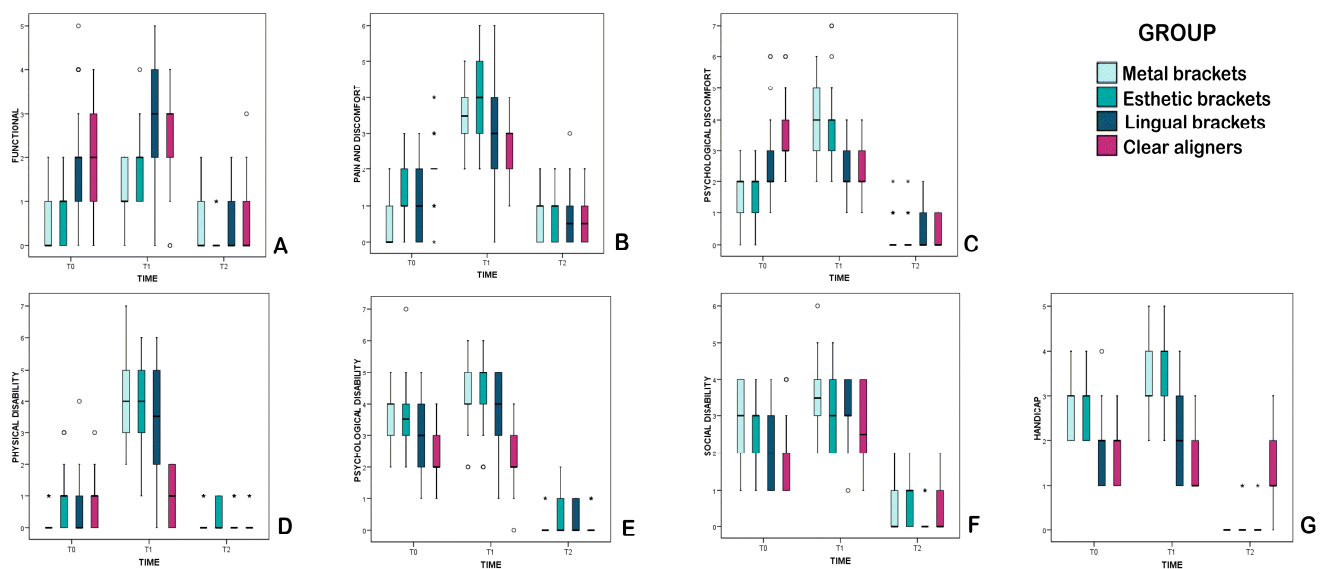 GROUP
Metal brackets
Esthetic brackets
Lingual brackets
Clear aligners
FUNCTIONAL
5
4
3
2
1
0
T0 T1 T2
TIME
A
PAIN AND DISCOMFORT
6
5
4
3
2
1
0
T0 T1 T2
TIME
B
PSYCHOLOGICAL DISCOMFORT
7
6
5
4
3
2
1
0
T0 T1 T2
TIME
C
PHYSICAL DISABILITY
7
6
5
4
3
2
1
0
T0 T1 T2
TIME
D
PSYCHOLOGICAL DISABILITY
7
6
5
4
3
2
1
0
T0 T1 T2
TIME
E
SOCIAL DISABILITY
6
5
4
3
2
1
0
T0 T1 T2
TIME
F
HANDICAP
5
4
3
2
1
0
T0 T1 T2
TIME
G